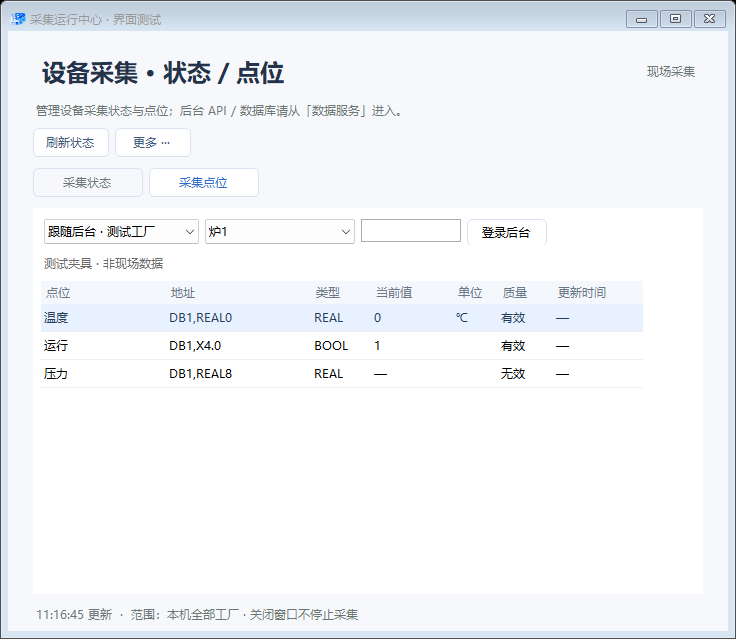 采集运行中心 · 界面测试
设备采集 • 状态 / 点位
现场采集
管理设备采集状态与点位；后台 API / 数据库请从「数据服务」进入。
刷新状态 更多 ···
采集状态 采集点位
跟随后台 · 测试工厂 炉1 登录后台
测试夹具 · 非现场数据
点位 地址 类型 当前值 单位 质量 更新时间
温度 DB1,REAL0 REAL 0 ℃ 有效 —
运行 DB1,X4.0 BOOL 1 有效 —
压力 DB1,REAL8 REAL — 无效 —
11:16:45 更新 · 范围：本机全部工厂 · 关闭窗口不停止采集